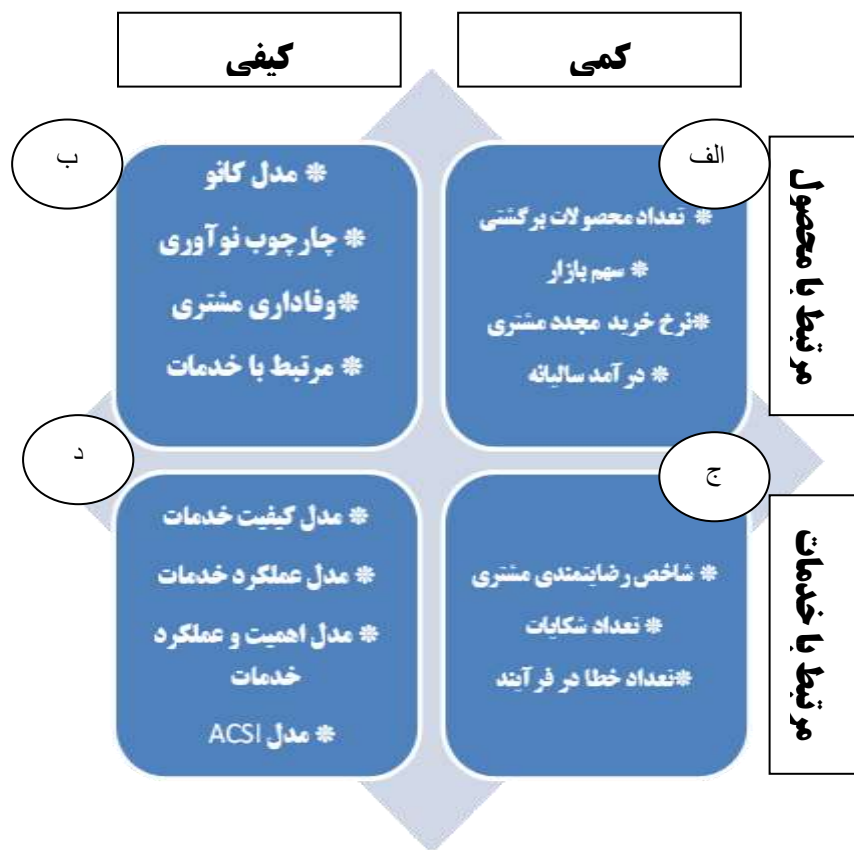 کمی
کیفی
مرتبط با محصول
الف
* تعداد محصولات برگشتی
* سهم بازار
*نرخ خرید مجدد مشتری
* درآمد سالیانه
ب
* مدل کانو
* چارچوب نوآوری
*وفاداری مشتری
* مرتبط با خدمات
مرتبط با خدمات
ج
* شاخص رضایتمندی مشتری
* تعداد شکایات
*تعداد خطا در فرآیند
د
* مدل کیفیت خدمات
* مدل عملکرد خدمات
* مدل اهمیت و عملکرد
خدمات
* مدل ACSI